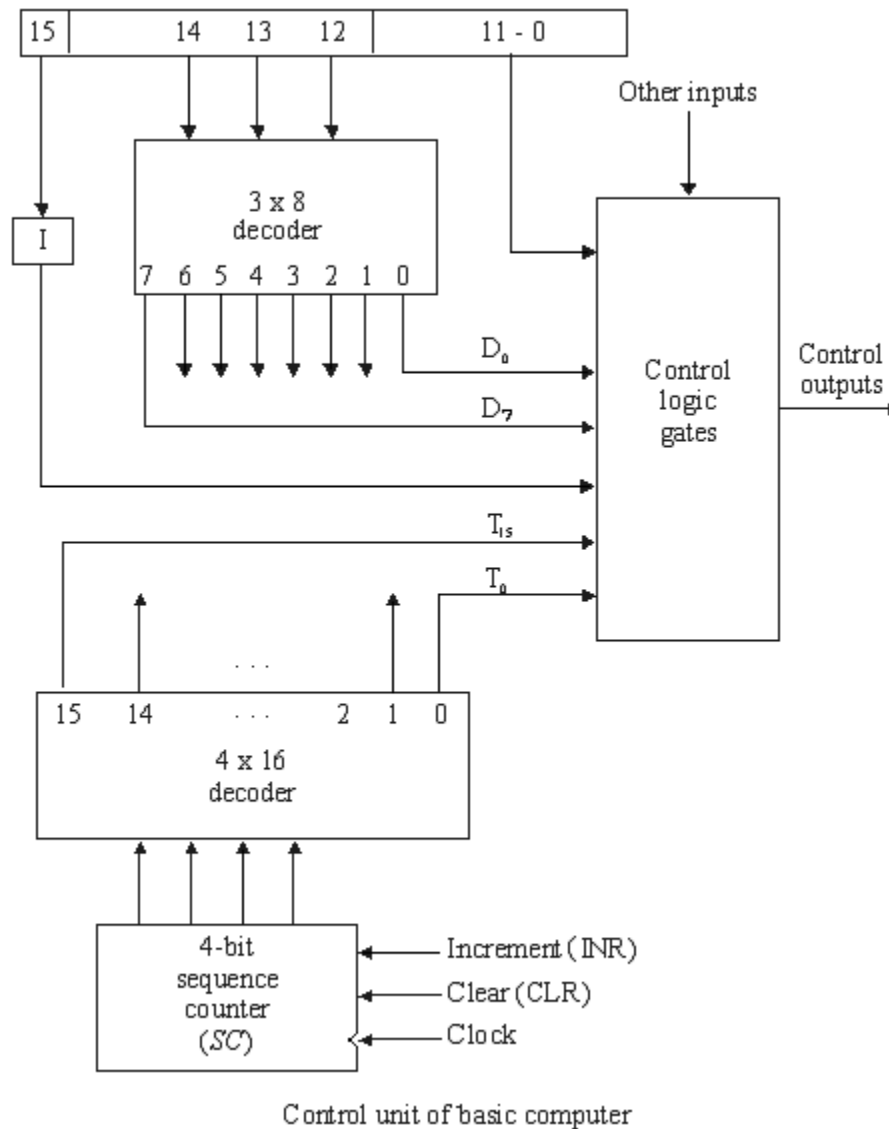 15 14 13 12 11 - 0
Other inputs
3 x 8
decoder
I
7 6 5 4 3 2 1 0
D₀
Control
logic
gates
Control
outputs
D₇
T₁₅
T₀
. . .
15 14 . . . 2 1 0
4 x 16
decoder
4-bit
sequence
counter
(SC)
Increment (INR)
Clear (CLR)
Clock
Control unit of basic computer